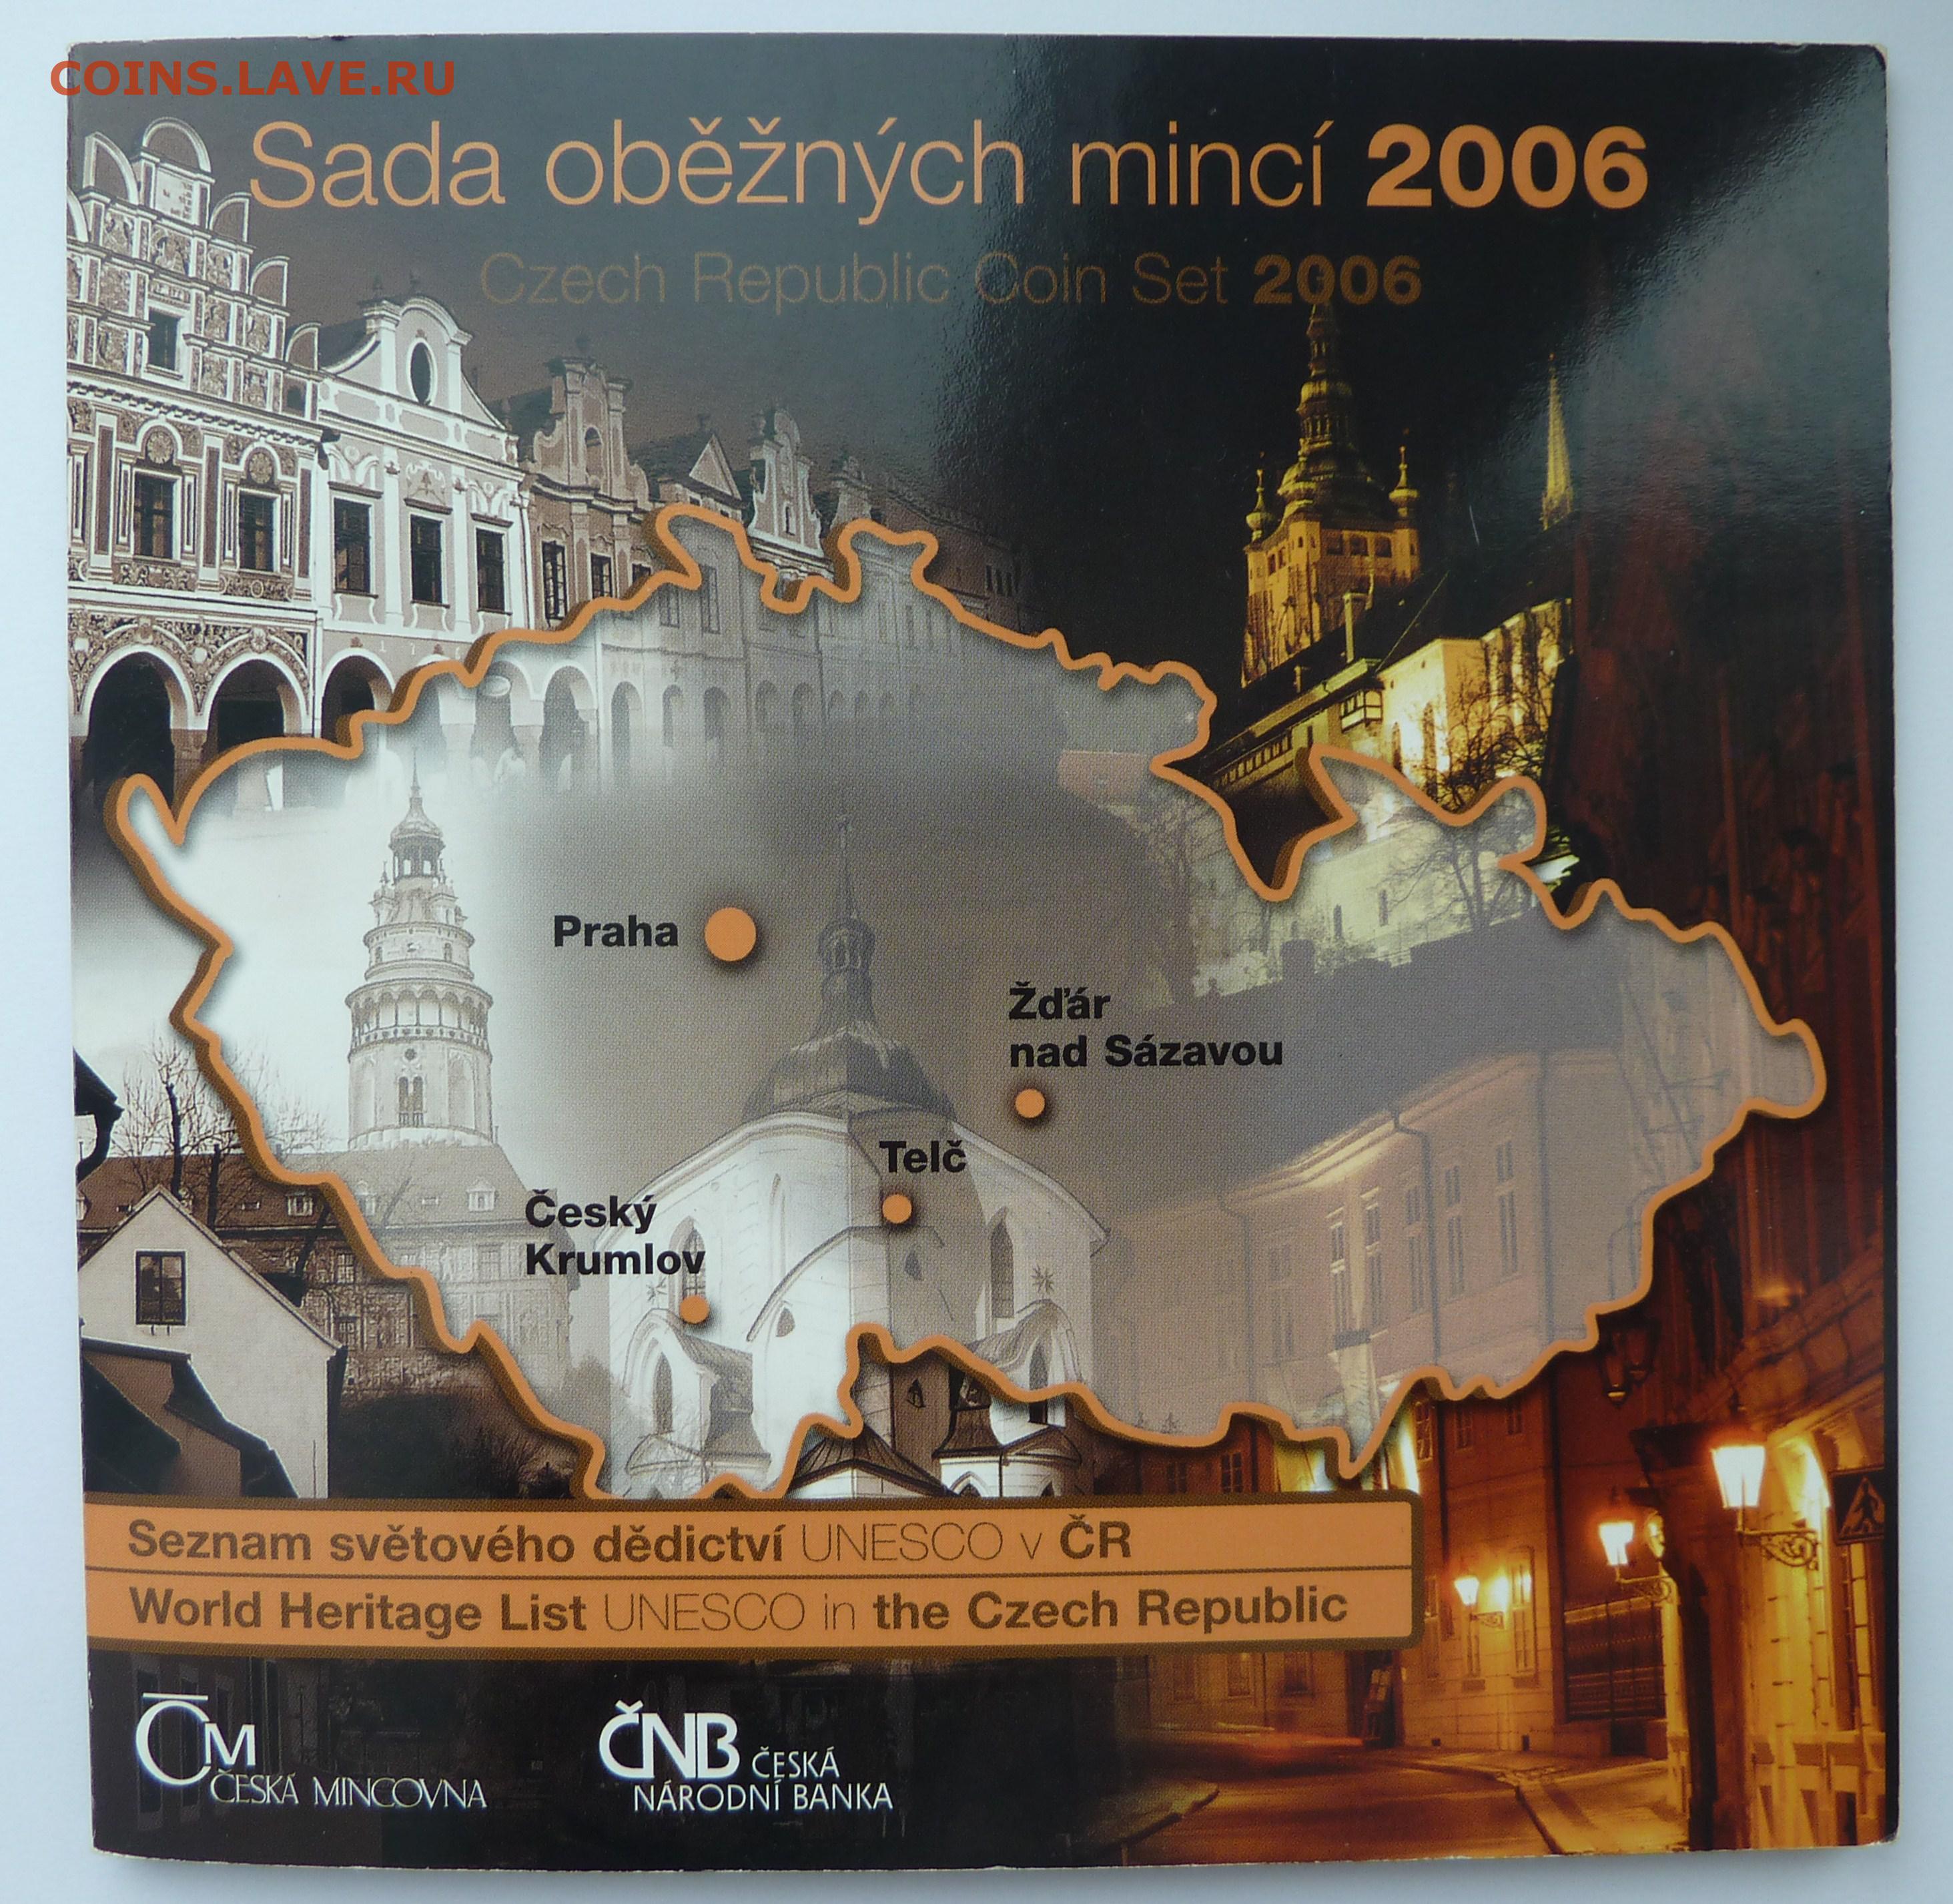 COINS.LAVE.RU
Sada oběžných mincí 2006
Czech Republic Coin Set 2006
Praha
Žďár
nad Sázavou
Telč
Český
Krumlov
Seznam světového dědictví UNESCO v ČR
World Heritage List UNESCO in the Czech Republic
ČM
ČESKÁ MINCOVNA
ČNB ČESKÁ
NÁRODNÍ BANKA